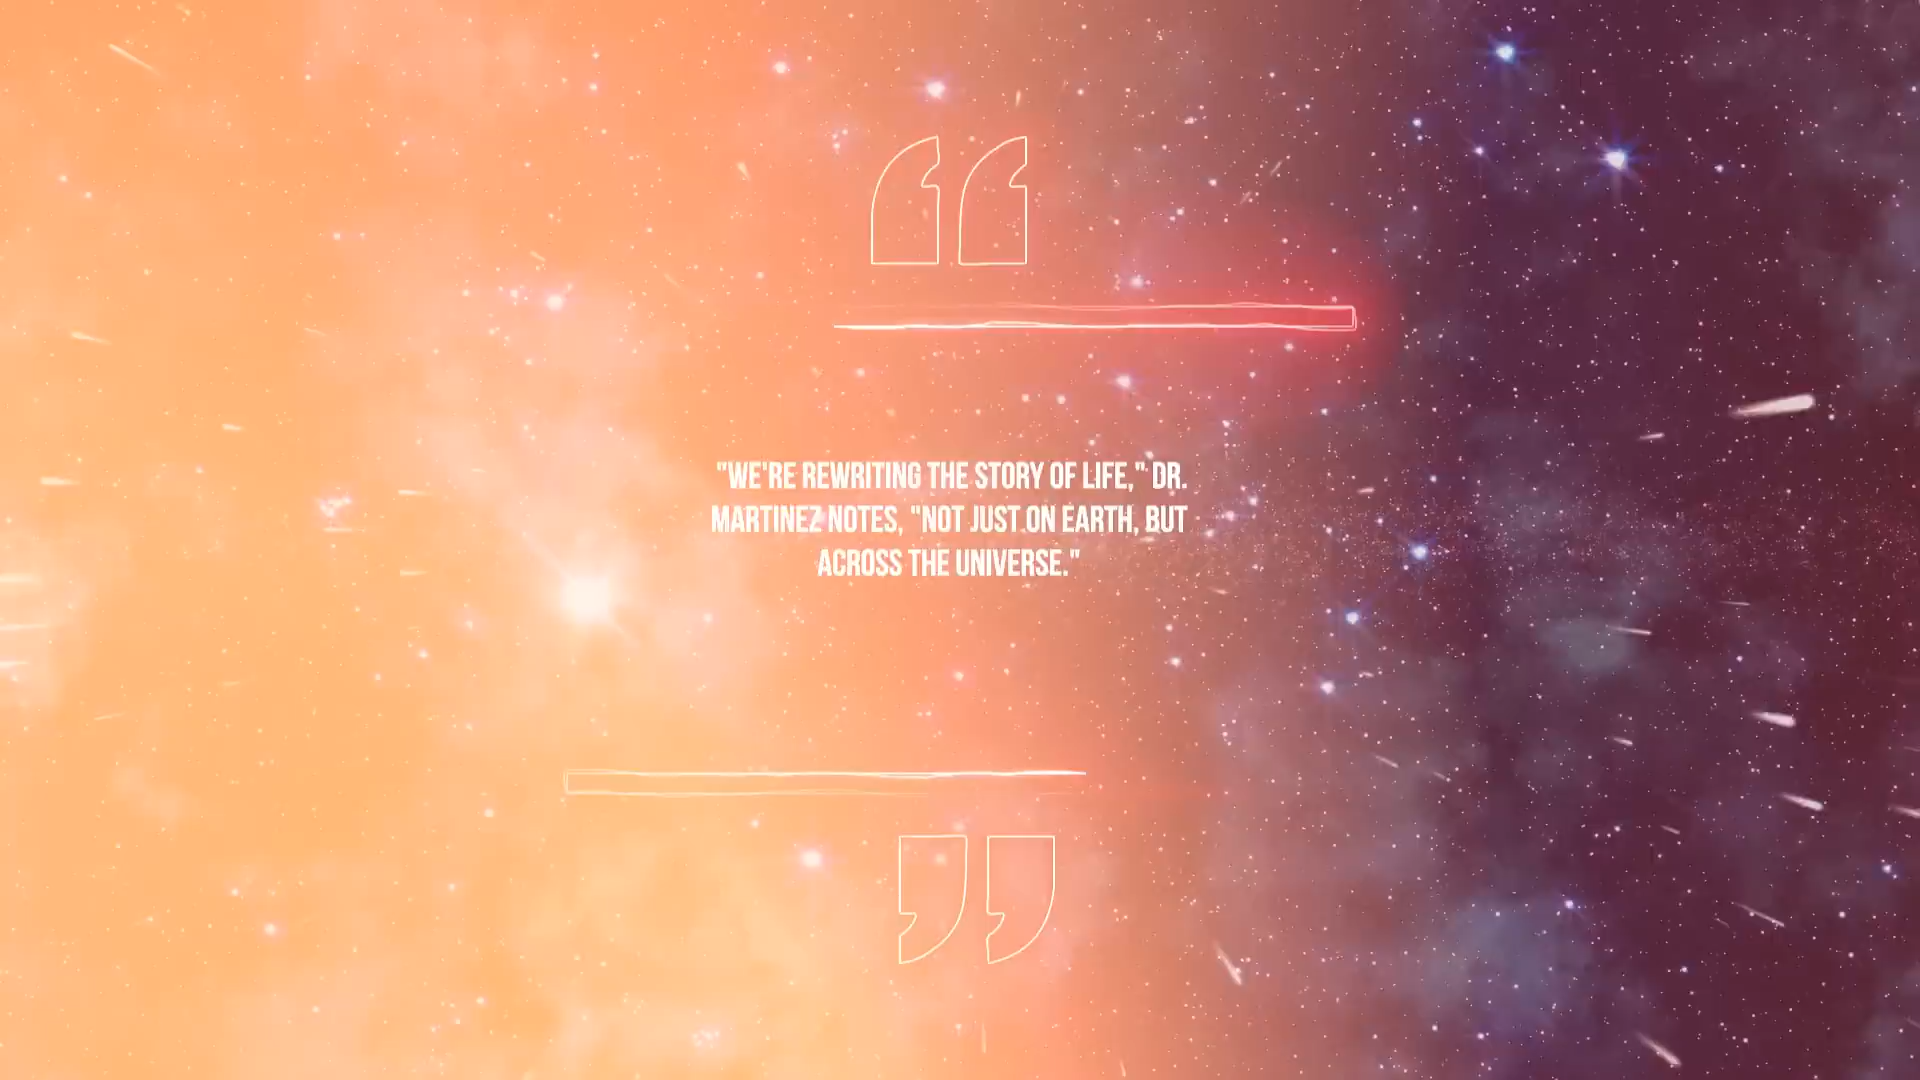 "WE'RE REWRITING THE STORY OF LIFE," DR.
MARTINEZ NOTES, "NOT JUST ON EARTH, BUT
ACROSS THE UNIVERSE."